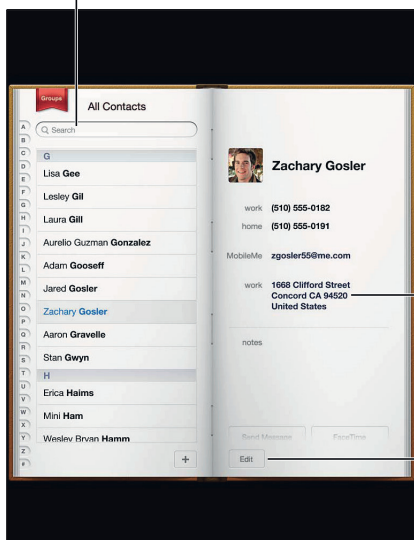 Groups
All Contacts
Search
A
B
C
D
E
F
G
H
I
J
K
L
M
N
O
P
Q
R
S
T
U
V
W
X
Y
Z
#
G
Lisa Gee
Lesley Gil
Laura Gill
Aurelio Guzman Gonzalez
Adam Gooseff
Jared Gosler
Zachary Gosler
Aaron Gravelle
Stan Gwyn
H
Erica Haims
Mini Ham
Wesley Bryan Hamm
+
Zachary Gosler
work (510) 555-0182
home (510) 555-0191
MobileMe zgosler55@me.com
work 1668 Clifford Street
Concord CA 94520
United States
notes
Send Message FaceTime
Edit